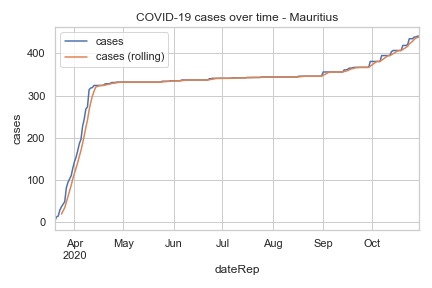 COVID-19 cases over time - Mauritius
cases
cases (rolling)
400
300
200
100
0
cases
Apr
2020
May
Jun
Jul
Aug
Sep
Oct
dateRep